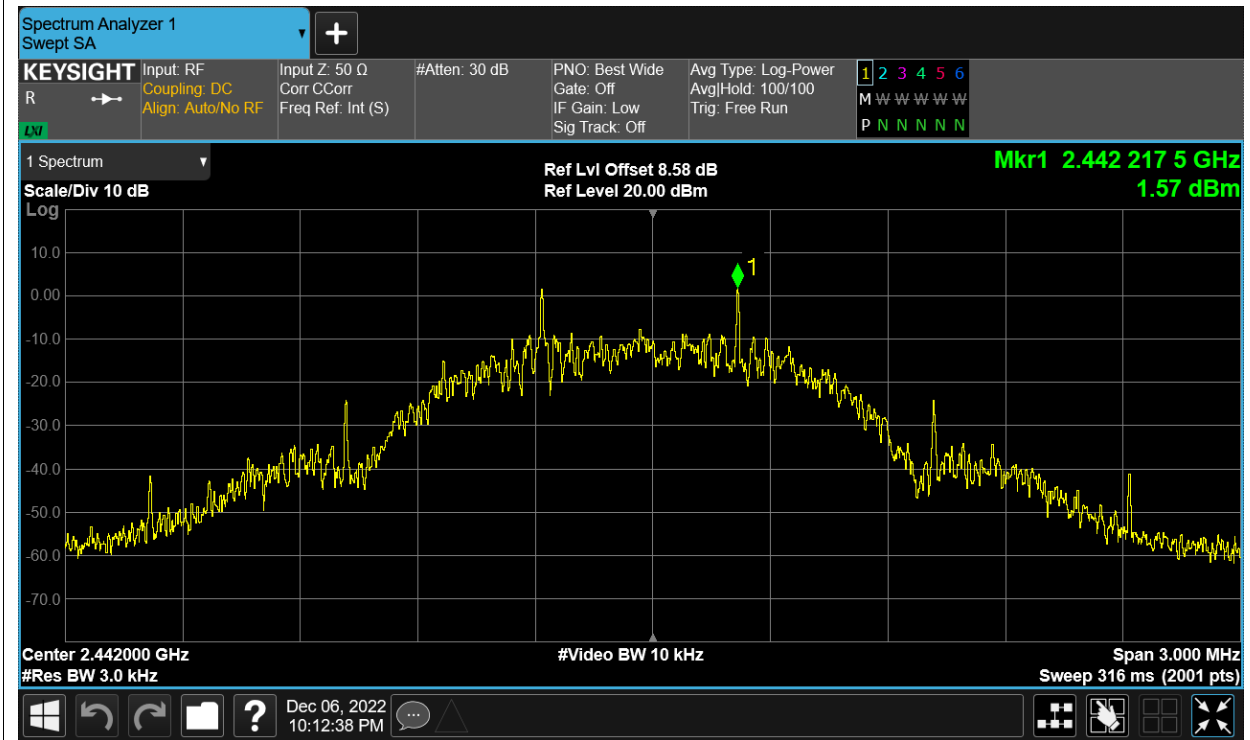 Spectrum Analyzer 1
Swept SA
KEYSIGHT
R
LXI
Input: RF
Coupling: DC
Align: Auto/No RF
Input Z: 50 Ω
Corr CCorr
Freq Ref: Int (S)
#Atten: 30 dB
PNO: Best Wide
Gate: Off
IF Gain: Low
Sig Track: Off
Avg Type: Log-Power
Avg|Hold: 100/100
Trig: Free Run
1 2 3 4 5 6
M W W W W W W
P N N N N N N
1 Spectrum
Scale/Div 10 dB
Log
Ref Lvl Offset 8.58 dB
Ref Level 20.00 dBm
Mkr1 2.442 217 5 GHz
1.57 dBm
10.0
0.00
-10.0
-20.0
-30.0
-40.0
-50.0
-60.0
-70.0
1
Center 2.442000 GHz
#Res BW 3.0 kHz
#Video BW 10 kHz
Span 3.000 MHz
Sweep 316 ms (2001 pts)
?
Dec 06, 2022
10:12:38 PM